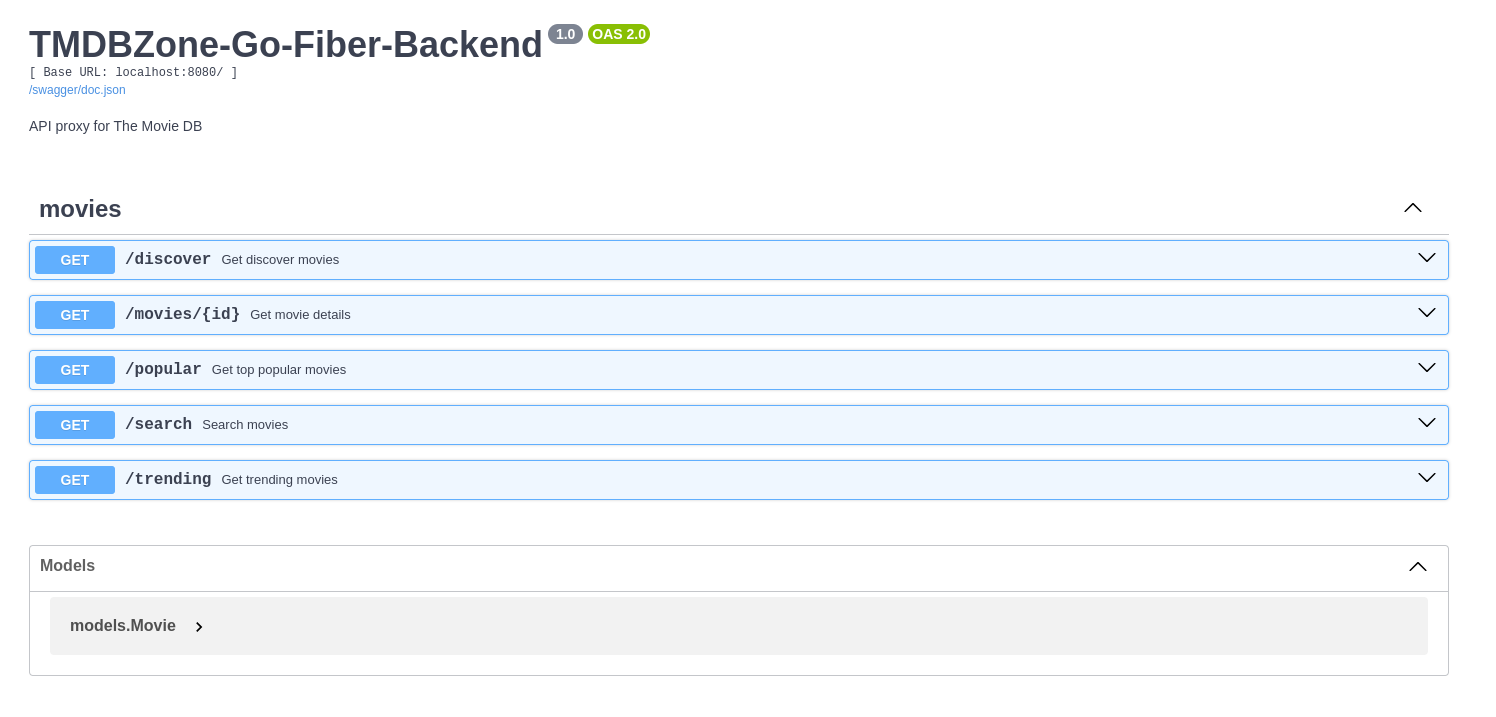 TMDBZone-Go-Fiber-Backend 1.0 OAS 2.0
[ Base URL: localhost:8080/ ]
/swagger/doc.json
API proxy for The Movie DB
movies
GET /discover Get discover movies
GET /movies/{id} Get movie details
GET /popular Get top popular movies
GET /search Search movies
GET /trending Get trending movies
Models
models.Movie